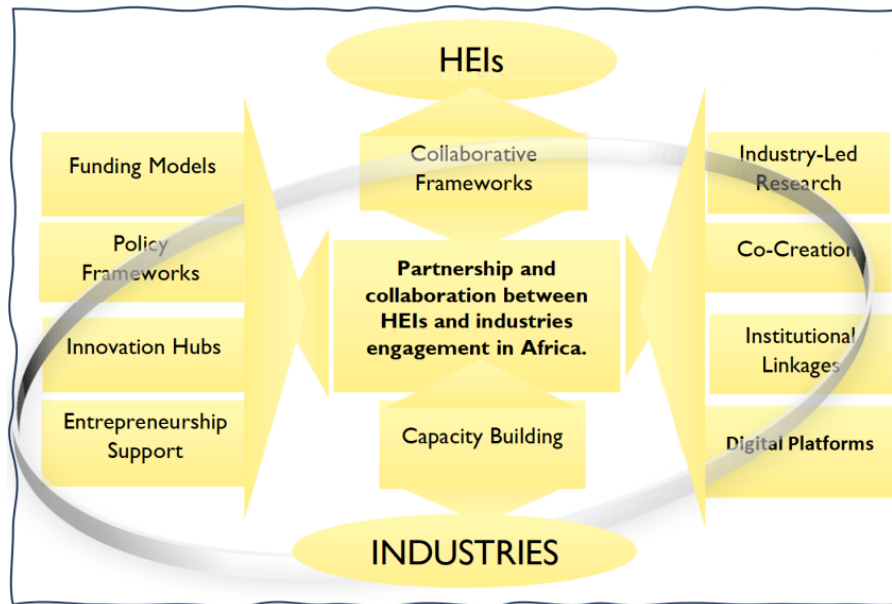 HEIs
Funding Models
Policy
Frameworks
Innovation Hubs
Entrepreneurship
Support
Collaborative
Frameworks
Partnership and
collaboration between
HEIs and industries
engagement in Africa.
Capacity Building
Industry-Led
Research
Co-Creation
Institutional
Linkages
Digital Platforms
INDUSTRIES